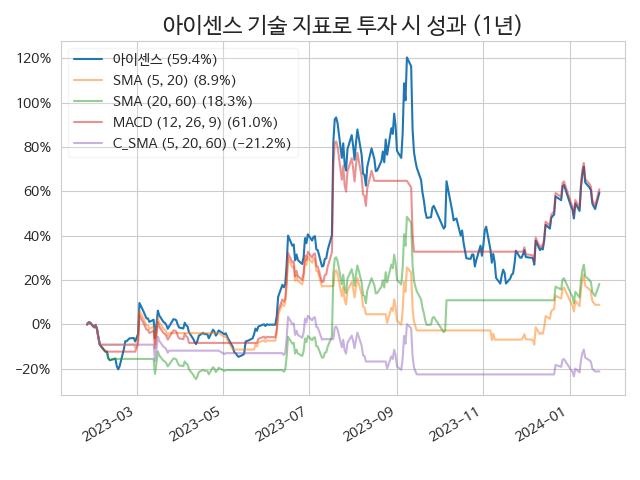 아이센스 기술 지표로 투자 시 성과 (1년)
아이센스 (59.4%)
SMA (5, 20) (8.9%)
SMA (20, 60) (18.3%)
MACD (12, 26, 9) (61.0%)
C_SMA (5, 20, 60) (−21.2%)
120%
100%
80%
60%
40%
20%
0%
−20%
2023-03
2023-05
2023-07
2023-09
2023-11
2024-01